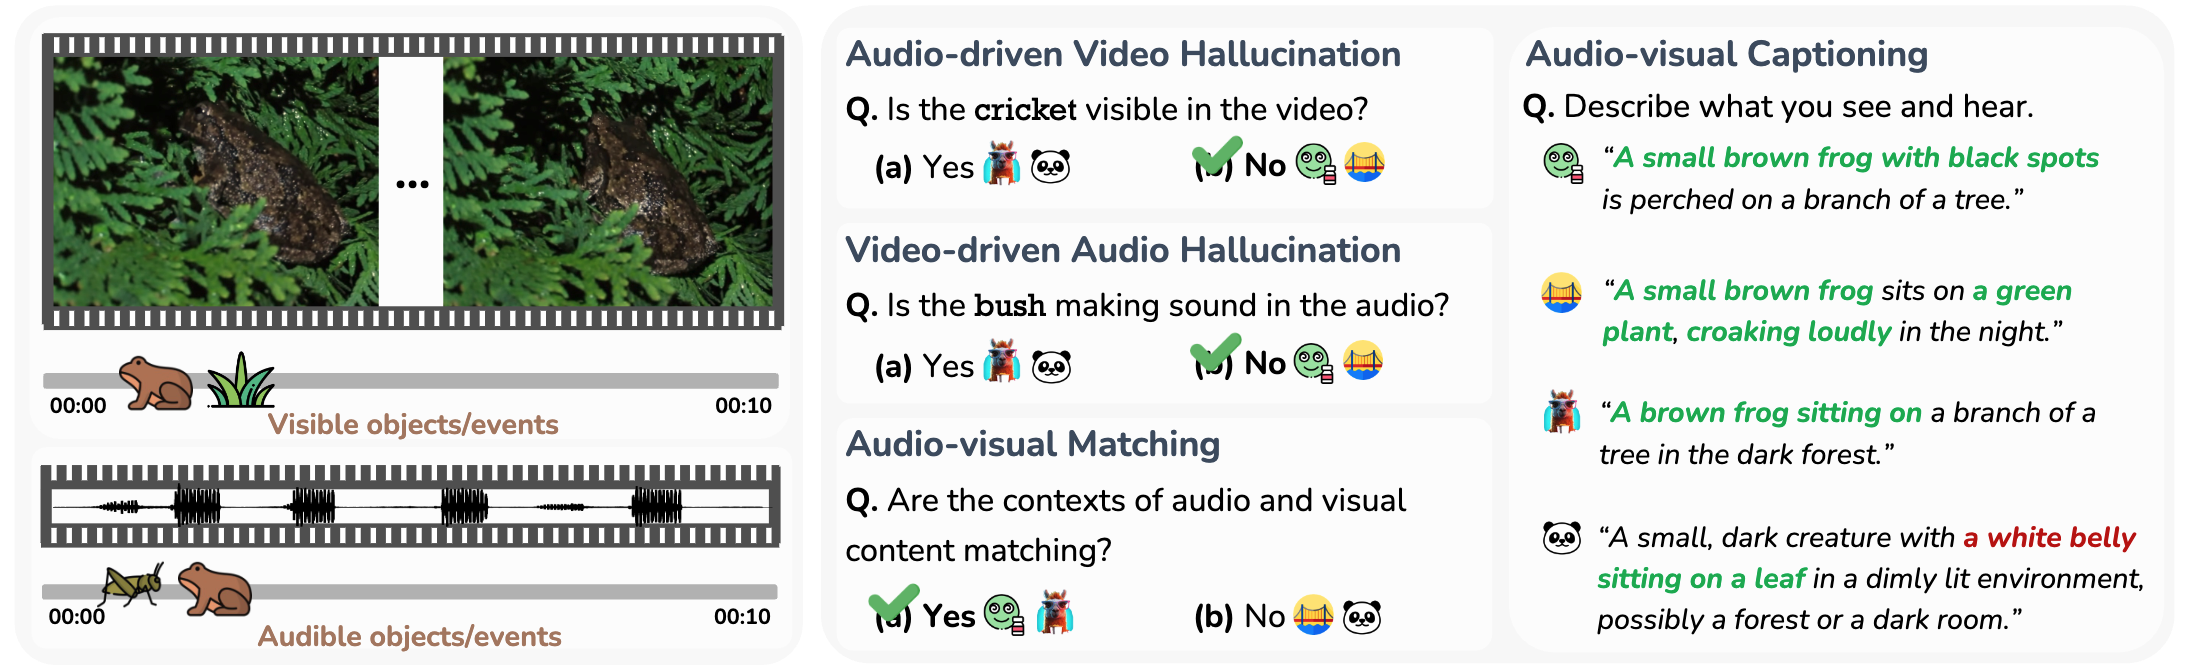 ...
00:00
00:10
Visible objects/events
00:00
00:10
Audible objects/events
Audio-driven Video Hallucination
Q. Is the cricket visible in the video?
(a) Yes
(b) No
Video-driven Audio Hallucination
Q. Is the bush making sound in the audio?
(a) Yes
(b) No
Audio-visual Matching
Q. Are the contexts of audio and visual
content matching?
(a) Yes
(b) No
Audio-visual Captioning
Q. Describe what you see and hear.
“A small brown frog with black spots
is perched on a branch of a tree.”
“A small brown frog sits on a green
plant, croaking loudly in the night.”
“A brown frog sitting on a branch of a
tree in the dark forest.”
“A small, dark creature with a white belly
sitting on a leaf in a dimly lit environment,
possibly a forest or a dark room.”